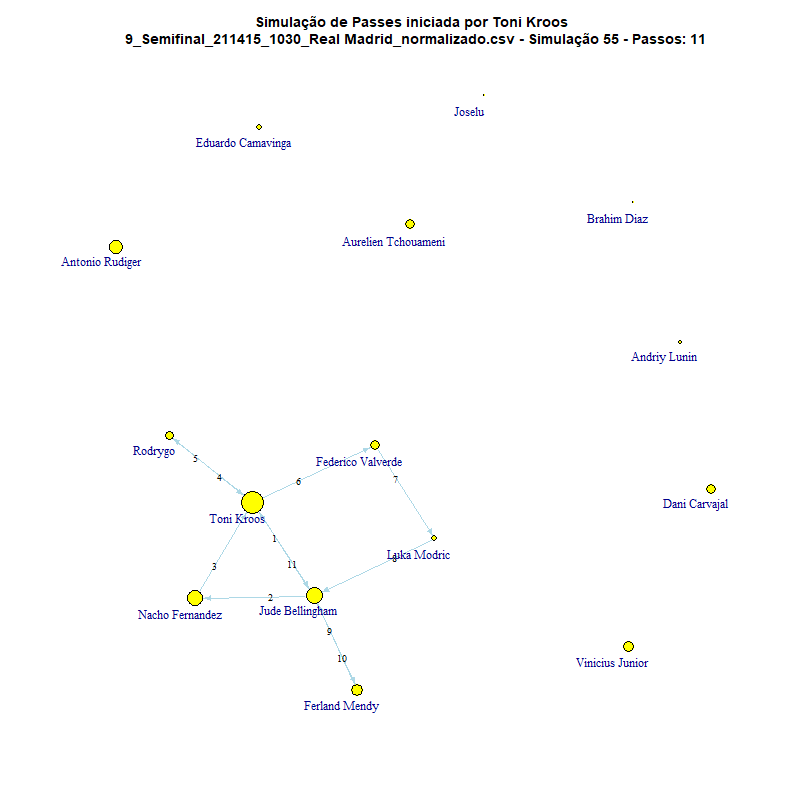 Simulação de Passes iniciada por Toni Kroos
9_Semifinal_211415_1030_Real Madrid_normalizado.csv - Simulação 55 - Passos: 11
Joselu
Eduardo Camavinga
Brahim Diaz
Aurelien Tchouameni
Antonio Rudiger
Andriy Lunin
Rodrygo
5
Federico Valverde
4
6
7
Dani Carvajal
Toni Kroos
1
Luka Modric
8
3
11
2
Nacho Fernandez
Jude Bellingham
9
10
Vinicius Junior
Ferland Mendy